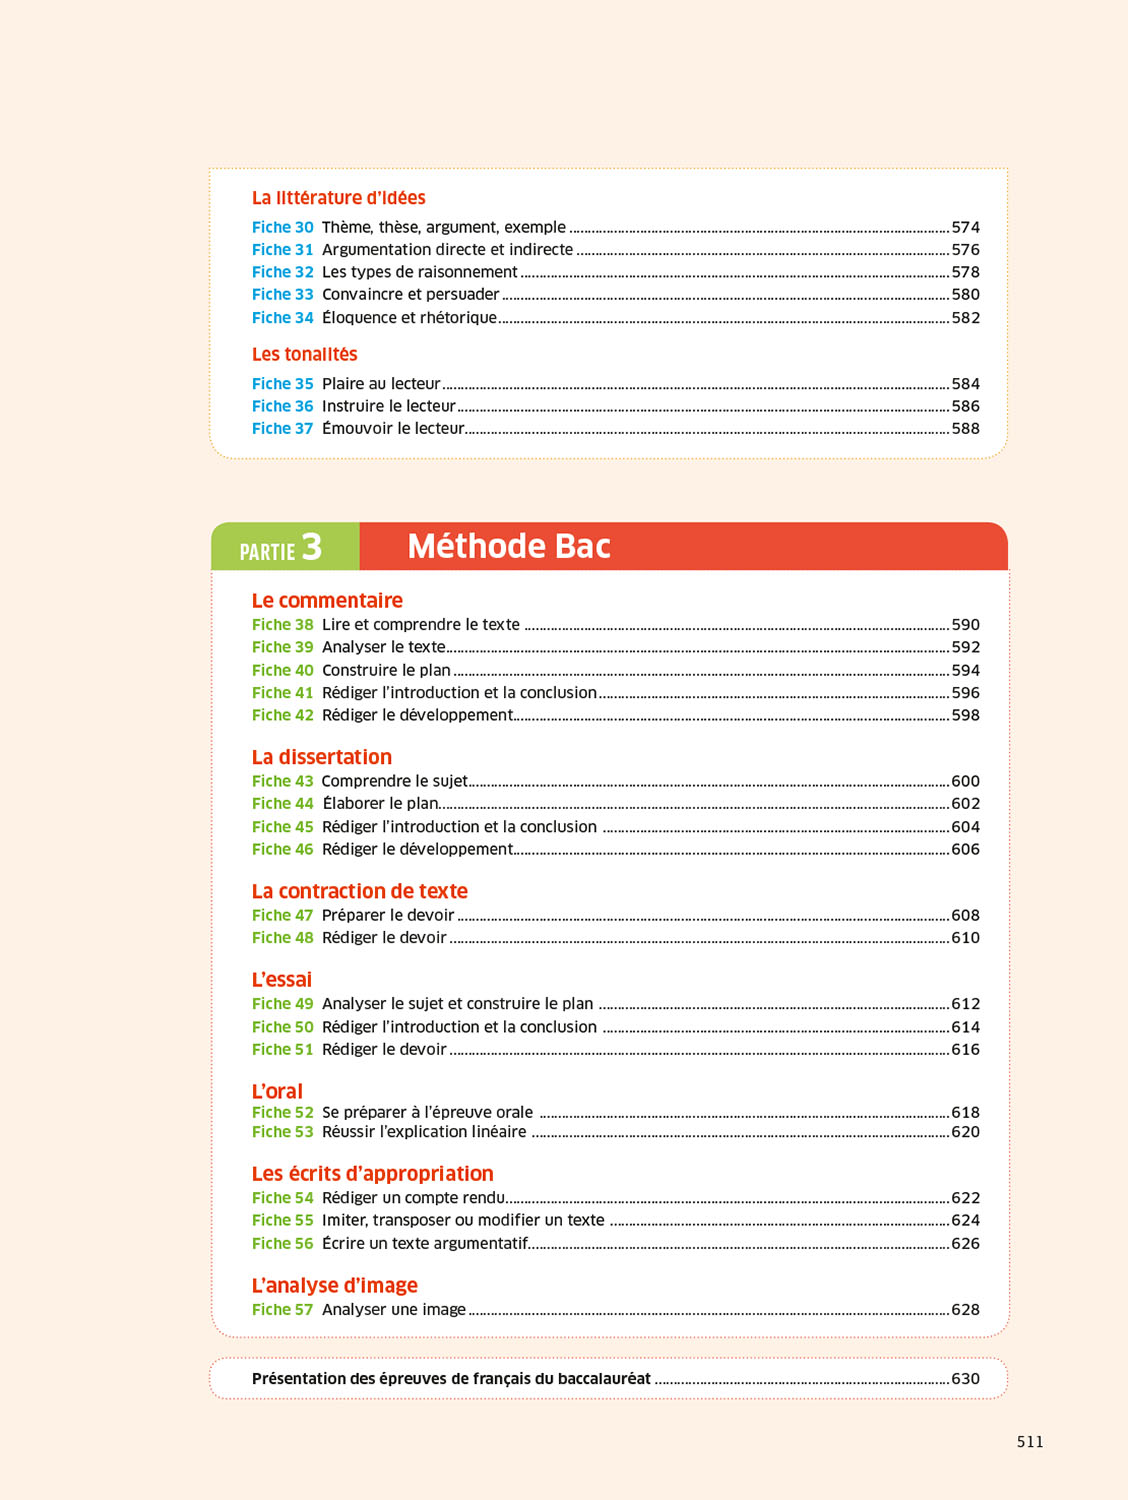 La littérature d'idées
Fiche 30 Thème, thèse, argument, exemple 574
Fiche 31 Argumentation directe et indirecte 576
Fiche 32 Les types de raisonnement 578
Fiche 33 Convaincre et persuader 580
Fiche 34 Éloquence et rhétorique 582
Les tonalités
Fiche 35 Plaire au lecteur 584
Fiche 36 Instruire le lecteur 586
Fiche 37 Émouvoir le lecteur 588
PARTIE 3 Méthode Bac
Le commentaire
Fiche 38 Lire et comprendre le texte 590
Fiche 39 Analyser le texte 592
Fiche 40 Construire le plan 594
Fiche 41 Rédiger l'introduction et la conclusion 596
Fiche 42 Rédiger le développement 598
La dissertation
Fiche 43 Comprendre le sujet 600
Fiche 44 Élaborer le plan 602
Fiche 45 Rédiger l'introduction et la conclusion 604
Fiche 46 Rédiger le développement 606
La contraction de texte
Fiche 47 Préparer le devoir 608
Fiche 48 Rédiger le devoir 610
L'essai
Fiche 49 Analyser le sujet et construire le plan 612
Fiche 50 Rédiger l'introduction et la conclusion 614
Fiche 51 Rédiger le devoir 616
L'oral
Fiche 52 Se préparer à l'épreuve orale 618
Fiche 53 Réussir l'explication linéaire 620
Les écrits d'appropriation
Fiche 54 Rédiger un compte rendu 622
Fiche 55 Imiter, transposer ou modifier un texte 624
Fiche 56 Écrire un texte argumentatif 626
L'analyse d'image
Fiche 57 Analyser une image 628
Présentation des épreuves de français du baccalauréat 630
511